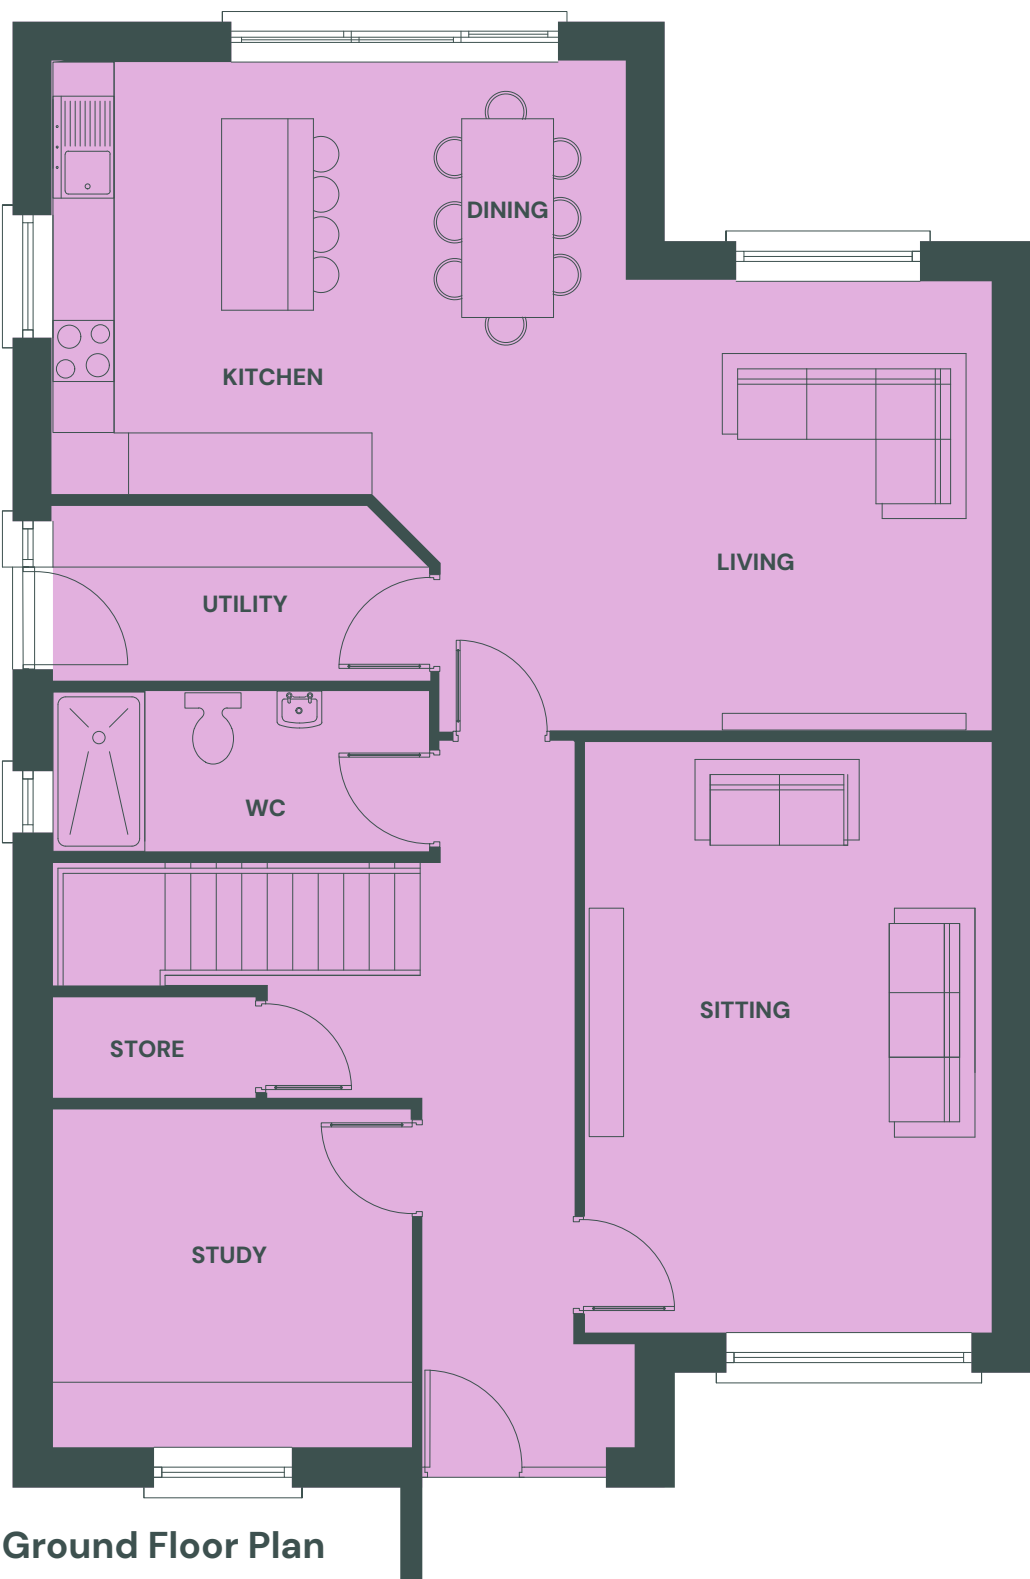 DINING
KITCHEN
LIVING
UTILITY
WC
SITTING
STORE
STUDY
Ground Floor Plan